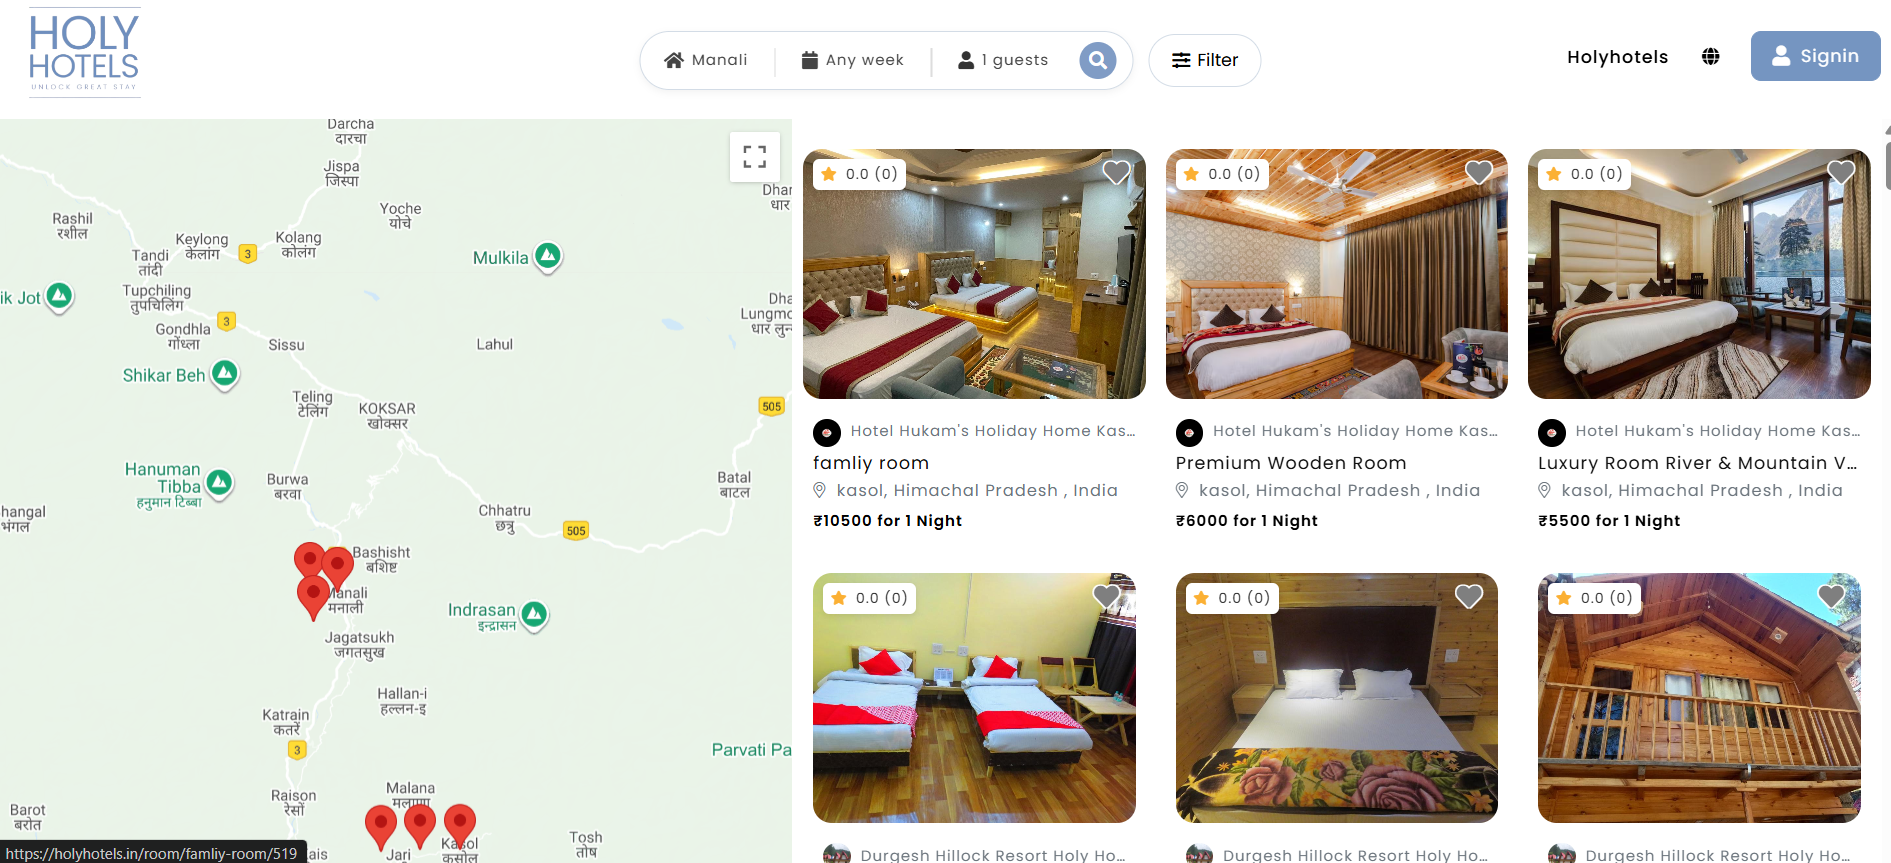 HOLY
HOTELS
UNLOCK GREAT STAY
Manali
Any week
1 guests
Filter
Holyhotels
Signin
Darcha
दारचा
Jispa
जिस्पा
Rashil
रशील
Yoche
योचे
Keylong
केलांग
3
Kolang
कोलंग
Tandi
तांदी
Mulkila
ik Jot
Tupchiling
तुपचिलिंग
3
Gondhla
गोंध्ला
Sissu
Lahul
Shikar Beh
Teling
टेलिंग
KOKSAR
खोक्सर
505
Hanuman
Tibba
हनुमान टिब्बा
Burwa
बरवा
Batal
बाटल
hangal
भंगल
Chhatru
छत्रु
505
Bashisht
बशिष्ट
Manali
मनाली
Indrasan
इन्द्रासन
Jagatsukh
जगतसुख
Hallan-i
हल्लन-इ
Katrain
कतरें
3
Parvati Pa
Raison
रेसों
Malana
मलाणा
Barot
बरोत
Kasol
कसोल
Tosh
तोष
Jari
ais
Dhar
धार
Dha
Lungmo
धार लुन
https://holyhotels.in/room/famliy-room/519
0.0 (0)
0.0 (0)
0.0 (0)
Hotel Hukam's Holiday Home Kas...
famliy room
kasol, Himachal Pradesh , India
₹10500 for 1 Night
Hotel Hukam's Holiday Home Kas...
Premium Wooden Room
kasol, Himachal Pradesh , India
₹6000 for 1 Night
Hotel Hukam's Holiday Home Kas...
Luxury Room River & Mountain V...
kasol, Himachal Pradesh , India
₹5500 for 1 Night
0.0 (0)
0.0 (0)
0.0 (0)
Durgesh Hillock Resort Holy Ho...
Durgesh Hillock Resort Holy Ho...
Durgesh Hillock Resort Holy Ho...